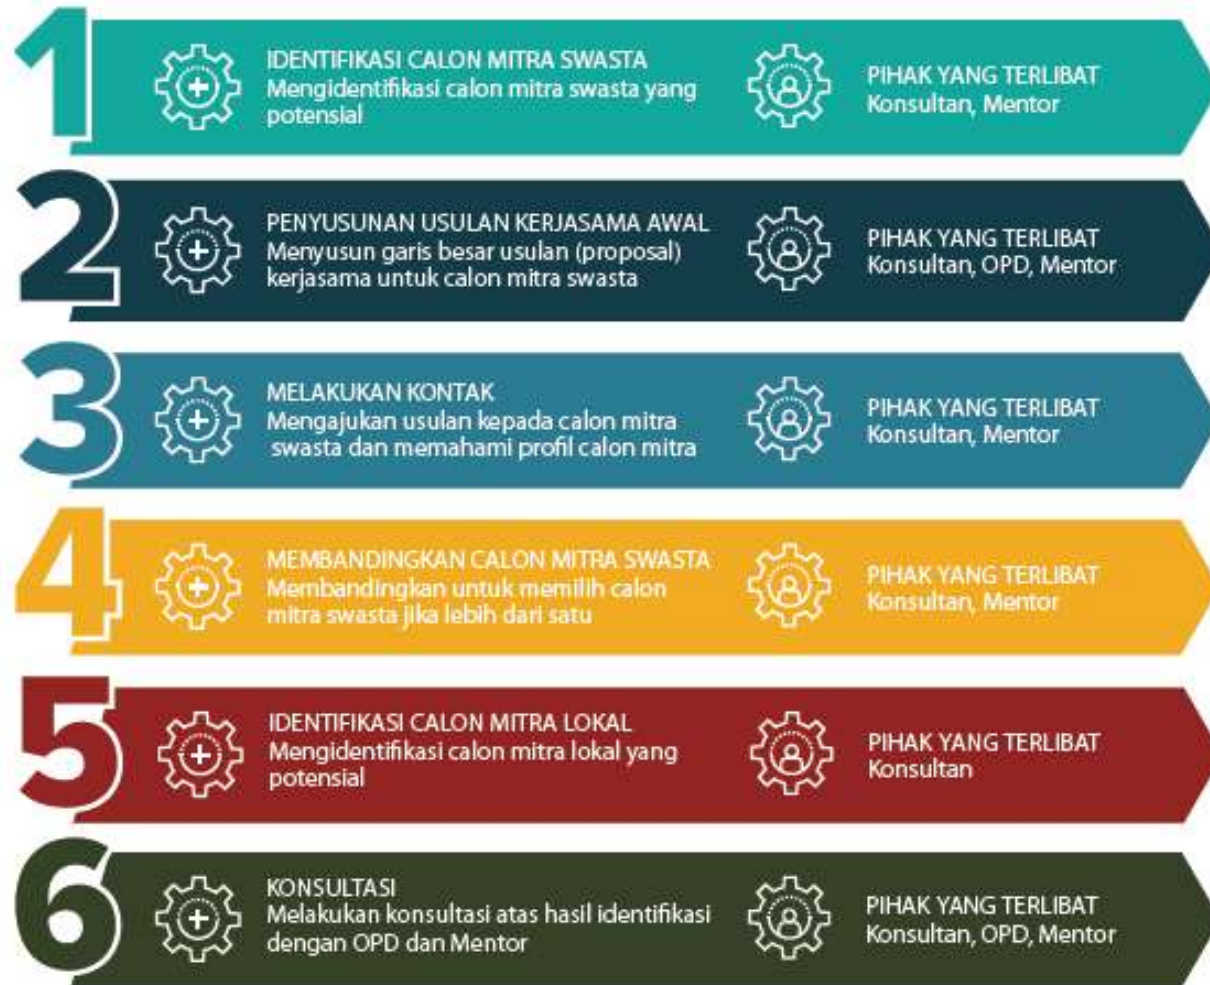 1
IDENTIFIKASI CALON MITRA SWASTA
Mengidentifikasi calon mitra swasta yang
potensial
PIHAK YANG TERLIBAT
Konsultan, Mentor
2
PENYUSUNAN USULAN KERJASAMA AWAL
Menyusun garis besar usulan (proposal)
kerjasama untuk calon mitra swasta
PIHAK YANG TERLIBAT
Konsultan, OPD, Mentor
3
MELAKUKAN KONTAK
Mengajukan usulan kepada calon mitra
swasta dan memahami profil calon mitra
PIHAK YANG TERLIBAT
Konsultan, Mentor
4
MEMBANDINGKAN CALON MITRA SWASTA
Membandingkan untuk memilih calon
mitra swasta jika lebih dari satu
PIHAK YANG TERLIBAT
Konsultan, Mentor
5
IDENTIFIKASI CALON MITRA LOKAL
Mengidentifikasi calon mitra lokal yang
potensial
PIHAK YANG TERLIBAT
Konsultan
6
KONSULTASI
Melakukan konsultasi atas hasil identifikasi
dengan OPD dan Mentor
PIHAK YANG TERLIBAT
Konsultan, OPD, Mentor